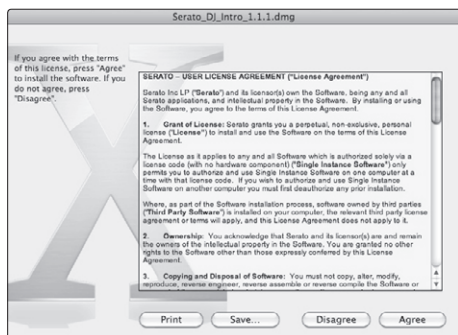 Serato_DJ_Intro_1.1.1.dmg
If you agree with the terms
of this license, press "Agree"
to install the software. If you
do not agree, press
"Disagree".
SERATO – USER LICENSE AGREEMENT ("License Agreement")
Serato Inc LP ("Serato") and its licensor(s) own the Software, being any and all
Serato applications, and intellectual property in the Software. By installing or using
the Software, you agree to the terms of this License Agreement.
1. Grant of License: Serato grants you a perpetual, non-exclusive, personal
license ("License") to install and use the Software on the terms of this License
Agreement.
The License as it applies to any and all Software which is authorized solely via a
license code (with no hardware component) ("Single Instance Software") only
permits you to authorize and use Single Instance Software on one computer at a
time with that license code. If you wish to authorize and use Single Instance
Software on another computer you must first deauthorize any prior installation.
Where, as part of the Software installation process, software owned by third parties
("Third Party Software") is installed on your computer, the relevant third party license
agreement or terms will apply, and this License Agreement does not apply to it.
2. Ownership: You acknowledge that Serato and its licensor(s) are and remain
the owners of the intellectual property in the Software. You are granted no other
rights to the Software other than those expressly conferred by this License
Agreement.
3. Copying and Disposal of Software: You must not copy, alter, modify,
reproduce, reverse engineer, reverse assemble or reverse compile the Software or
Print Save... Disagree Agree